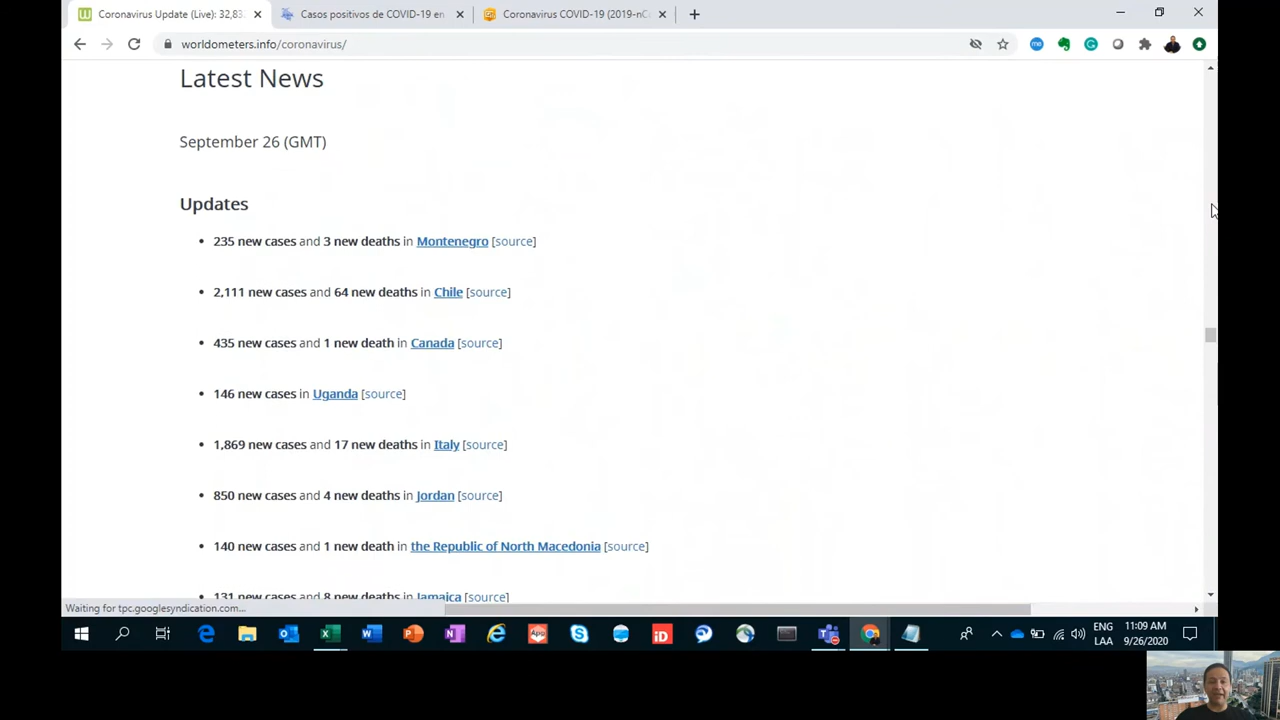 Coronavirus Update (Live): 32,83
Casos positivos de COVID-19 en
Coronavirus COVID-19 (2019-nCo
worldometers.info/coronavirus/
Latest News
September 26 (GMT)
Updates
• 235 new cases and 3 new deaths in Montenegro [source]
• 2,111 new cases and 64 new deaths in Chile [source]
• 435 new cases and 1 new death in Canada [source]
• 146 new cases in Uganda [source]
• 1,869 new cases and 17 new deaths in Italy [source]
• 850 new cases and 4 new deaths in Jordan [source]
• 140 new cases and 1 new death in the Republic of North Macedonia [source]
• 131 new cases and 8 new deaths in Jamaica [source]
Waiting for tpc.googlesyndication.com...
ENG 11:09 AM
LAA 9/26/2020